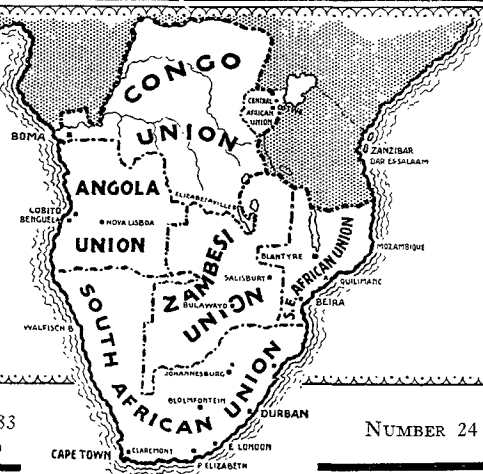 CONGO
UNION
CENTRAL
AFRICAN
UNION
BOMA
ZANZIBAR
DAR ES SALAAM
ANGOLA
UNION
ELIZABETHVILLE
LOBITO
BENGUELA
NOVA LISBOA
ZAMBESI
UNION
BLANTYRE
S.E. AFRICAN UNION
MOZAMBIQUE
SALISBURY
QUILIMANE
BULAWAYO
BEIRA
SOUTH AFRICAN UNION
WALFISCH B
JOHANNESBURG
BLOEMFONTEIN
DURBAN
83
NUMBER 24
CAPE TOWN
CLAREMONT
E. LONDON
P ELIZABETH